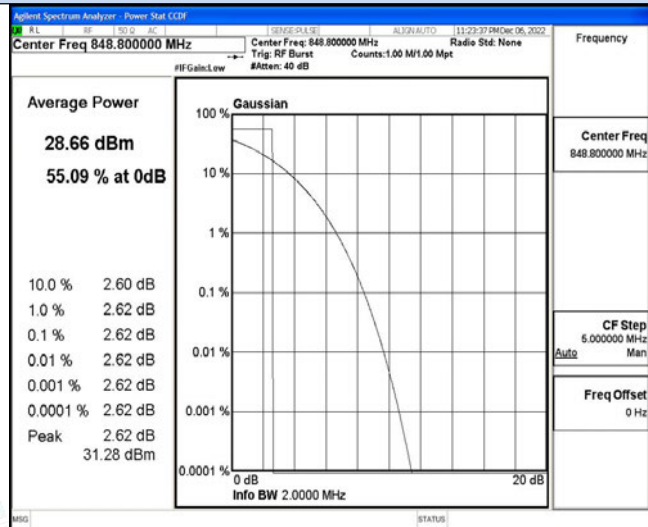 Agilent Spectrum Analyzer - Power Stat CCDF
RL RF 50 Ω AC SENSE:PULSE ALIGN AUTO 11:23:37 PM Dec 06, 2022
Center Freq 848.800000 MHz
Center Freq: 848.800000 MHz Radio Std: None
Trig: RF Burst Counts:1.00 M/1.00 Mpt
#IFGain:Low #Atten: 40 dB
Frequency
Average Power
28.66 dBm
55.09 % at 0dB
10.0 % 2.60 dB
1.0 % 2.62 dB
0.1 % 2.62 dB
0.01 % 2.62 dB
0.001 % 2.62 dB
0.0001 % 2.62 dB
Peak 2.62 dB
31.28 dBm
Gaussian
100 %
10 %
1 %
0.1 %
0.01 %
0.001 %
0.0001 %
0 dB 20 dB
Info BW 2.0000 MHz
Center Freq
848.800000 MHz
CF Step
5.000000 MHz
Auto Man
Freq Offset
0 Hz
MSG STATUS